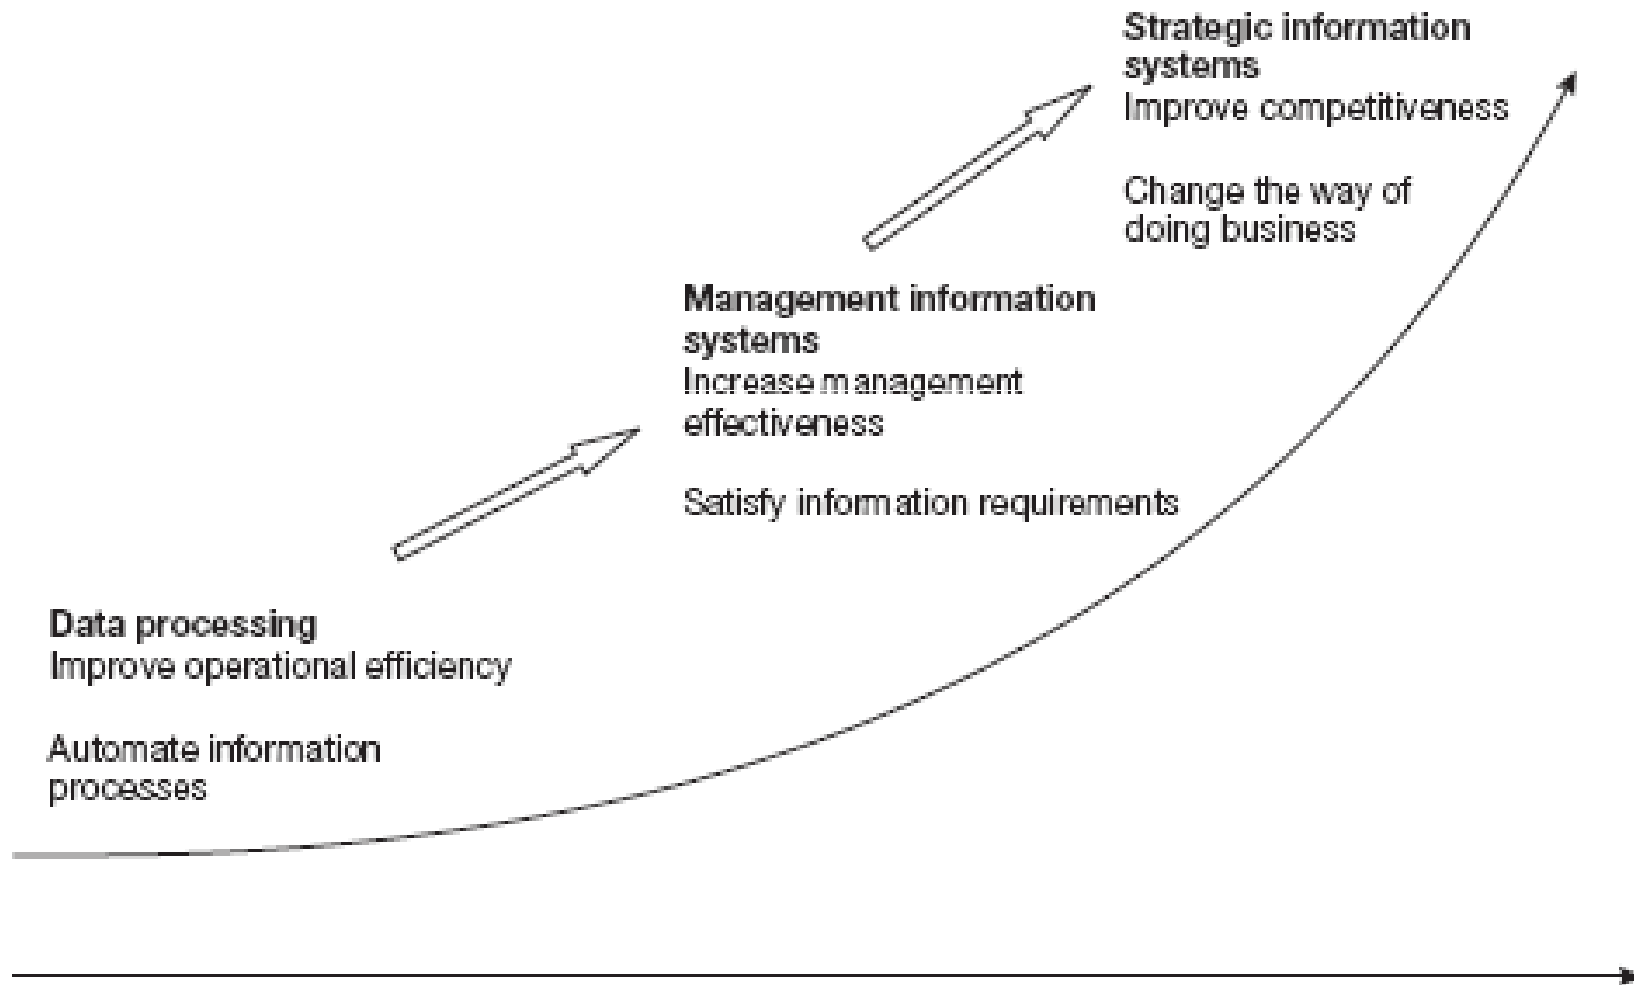 Strategic information
systems
Improve competitiveness
Change the way of
doing business
Management information
systems
Increase management
effectiveness
Satisfy information requirements
Data processing
Improve operational efficiency
Automate information
processes